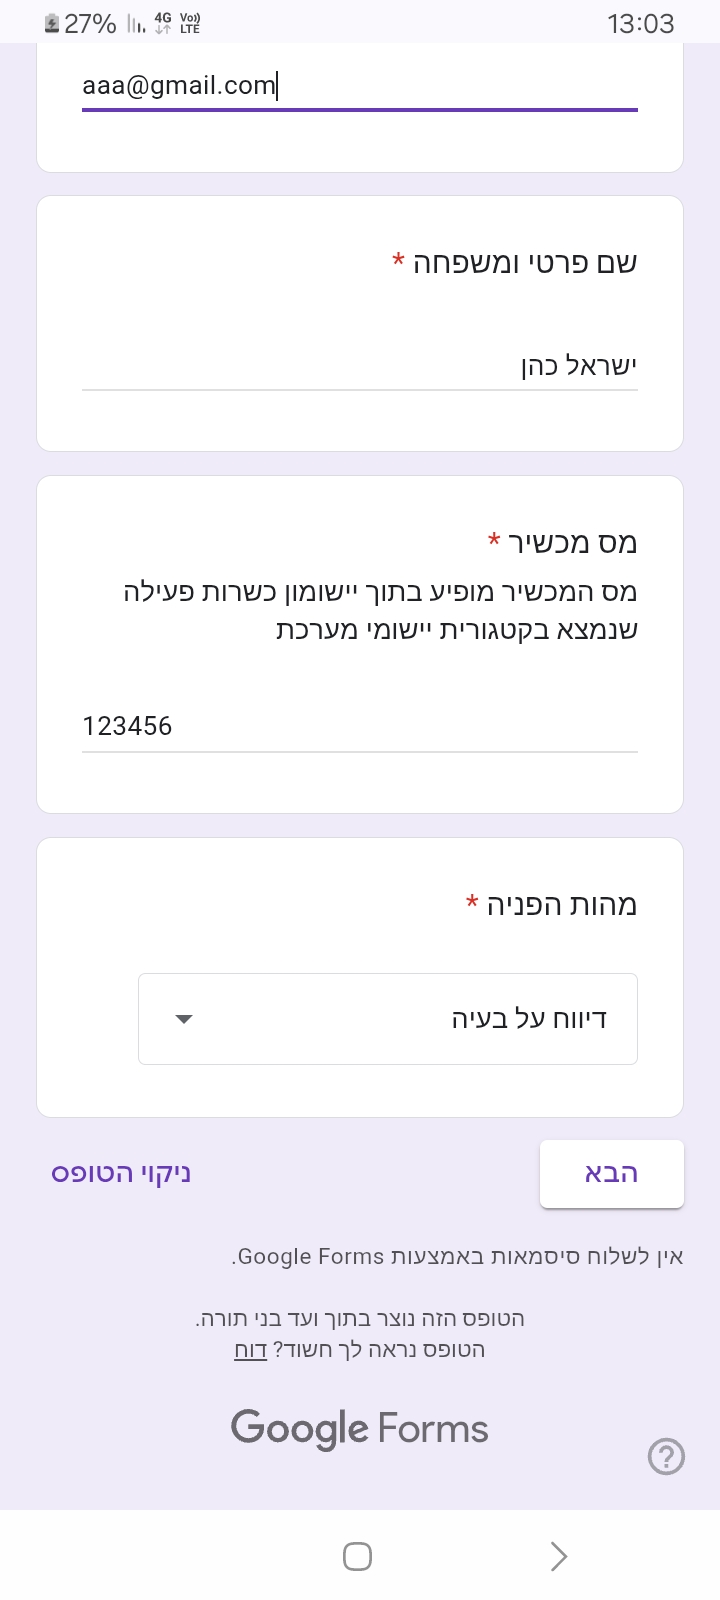 27% 4G VoLTE 13:03
aaa@gmail.com
שם פרטי ומשפחה *
ישראל כהן
מס מכשיר *
מס המכשיר מופיע בתוך יישומון כשרות פעילה
שנמצא בקטגורית יישומי מערכת
123456
מהות הפניה *
דיווח על בעיה
הבא
ניקוי הטופס
אין לשלוח סיסמאות באמצעות Google Forms.
הטופס הזה נוצר בתוך ועד בני תורה.
הטופס נראה לך חשוד? דוח
Google Forms
?